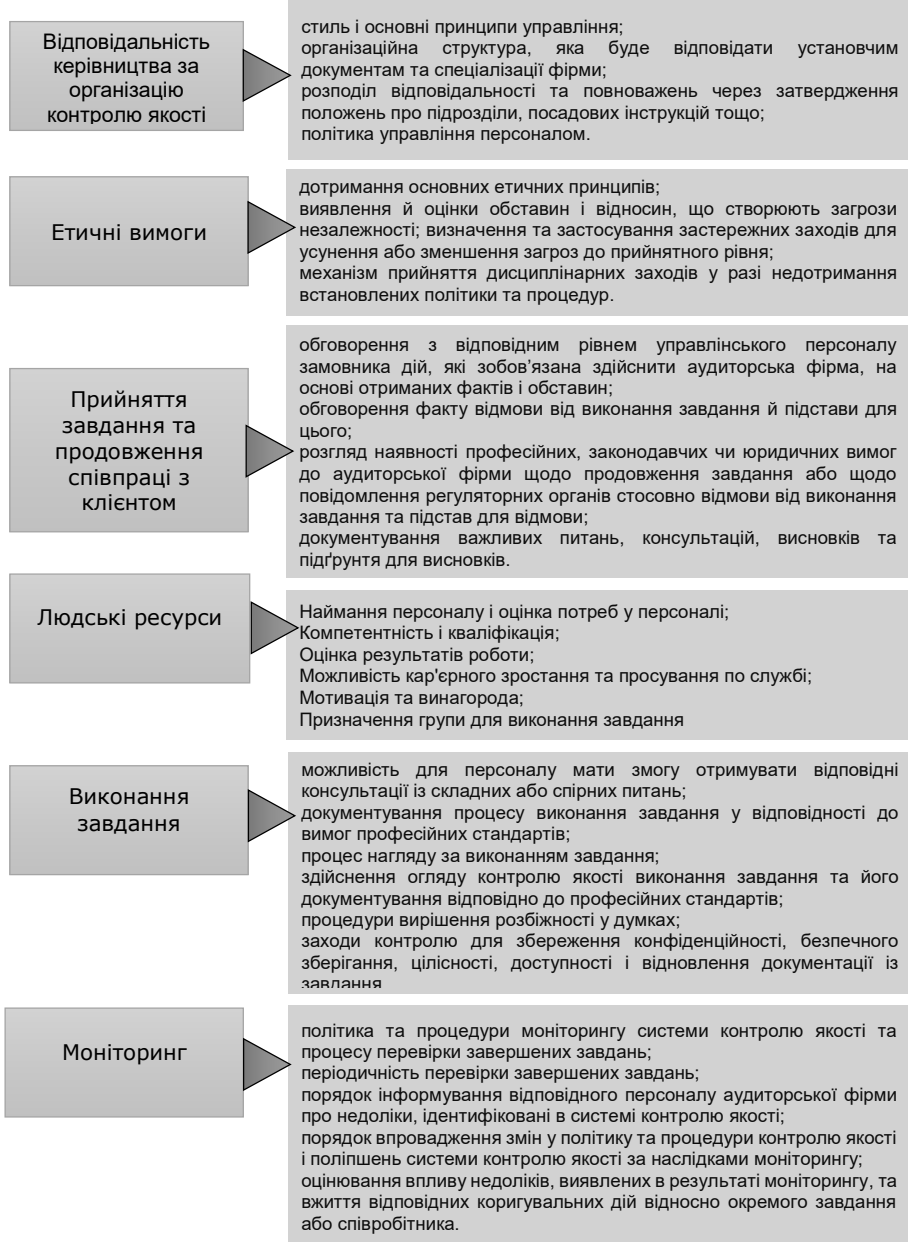 Відповідальність
керівництва за
організацію
контролю якості
стиль і основні принципи управління;
організаційна структура, яка буде відповідати установчим
документам та спеціалізації фірми;
розподіл відповідальності та повноважень через затвердження
положень про підрозділи, посадових інструкцій тощо;
політика управління персоналом.
Етичні вимоги
дотримання основних етичних принципів;
виявлення й оцінки обставин і відносин, що створюють загрози
незалежності; визначення та застосування застережних заходів для
усунення або зменшення загроз до прийнятного рівня;
механізм прийняття дисциплінарних заходів у разі недотримання
встановлених політики та процедур.
Прийняття
завдання та
продовження
співпраці з
клієнтом
обговорення з відповідним рівнем управлінського персоналу
замовника дій, які зобов’язана здійснити аудиторська фірма, на
основі отриманих фактів і обставин;
обговорення факту відмови від виконання завдання й підстави для
цього;
розгляд наявності професійних, законодавчих чи юридичних вимог
до аудиторської фірми щодо продовження завдання або щодо
повідомлення регуляторних органів стосовно відмови від виконання
завдання та підстав для відмови;
документування важливих питань, консультацій, висновків та
підґрунтя для висновків.
Людські ресурси
Наймання персоналу і оцінка потреб у персоналі;
Компетентність і кваліфікація;
Оцінка результатів роботи;
Можливість кар'єрного зростання та просування по службі;
Мотивація та винагорода;
Призначення групи для виконання завдання
Виконання
завдання
можливість для персоналу мати змогу отримувати відповідні
консультації із складних або спірних питань;
документування процесу виконання завдання у відповідності до
вимог професійних стандартів;
процес нагляду за виконанням завдання;
здійснення огляду контролю якості виконання завдання та його
документування відповідно до професійних стандартів;
процедури вирішення розбіжності у думках;
заходи контролю для збереження конфіденційності, безпечного
зберігання, цілісності, доступності і відновлення документації із
завдання
Моніторинг
політика та процедури моніторингу системи контролю якості та
процесу перевірки завершених завдань;
періодичність перевірки завершених завдань;
порядок інформування відповідного персоналу аудиторської фірми
про недоліки, ідентифіковані в системі контролю якості;
порядок впровадження змін у політику та процедури контролю якості
і поліпшень системи контролю якості за наслідками моніторингу;
оцінювання впливу недоліків, виявлених в результаті моніторингу, та
вжиття відповідних коригувальних дій відносно окремого завдання
або співробітника.